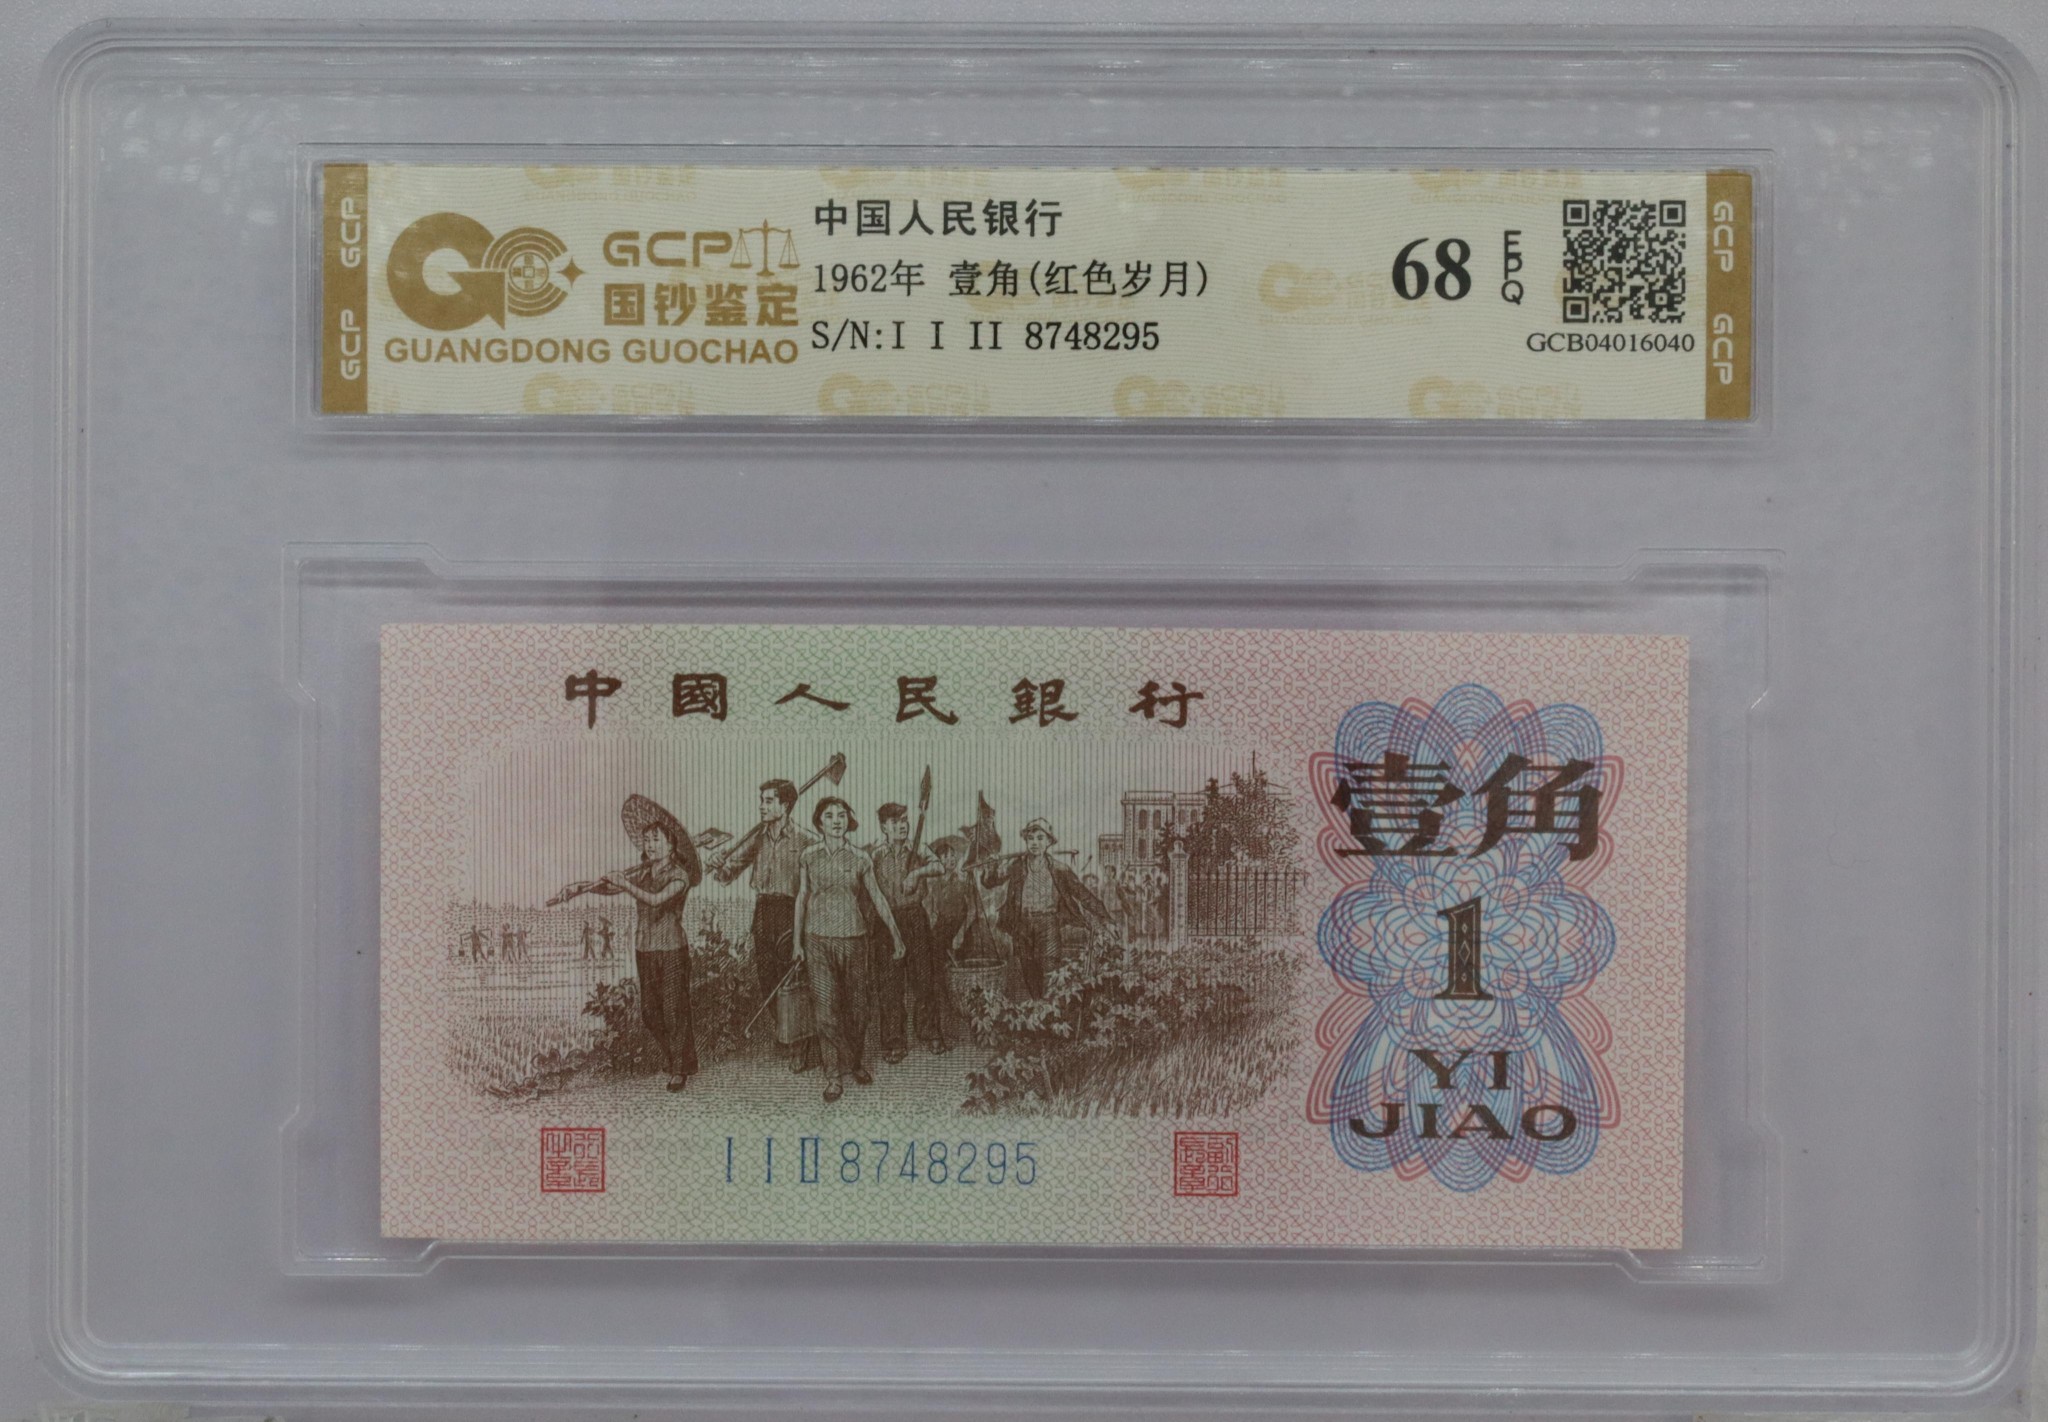 GCP GCP
GCP
国钞鉴定
GUANGDONG GUOCHAO
中国人民银行
1962年 壹角(红色岁月)
S/N:I I II 8748295
68 EPQ
GCB04016040
GCP GCP
中國人民銀行
壹角
1
YI
JIAO
I I II 8748295